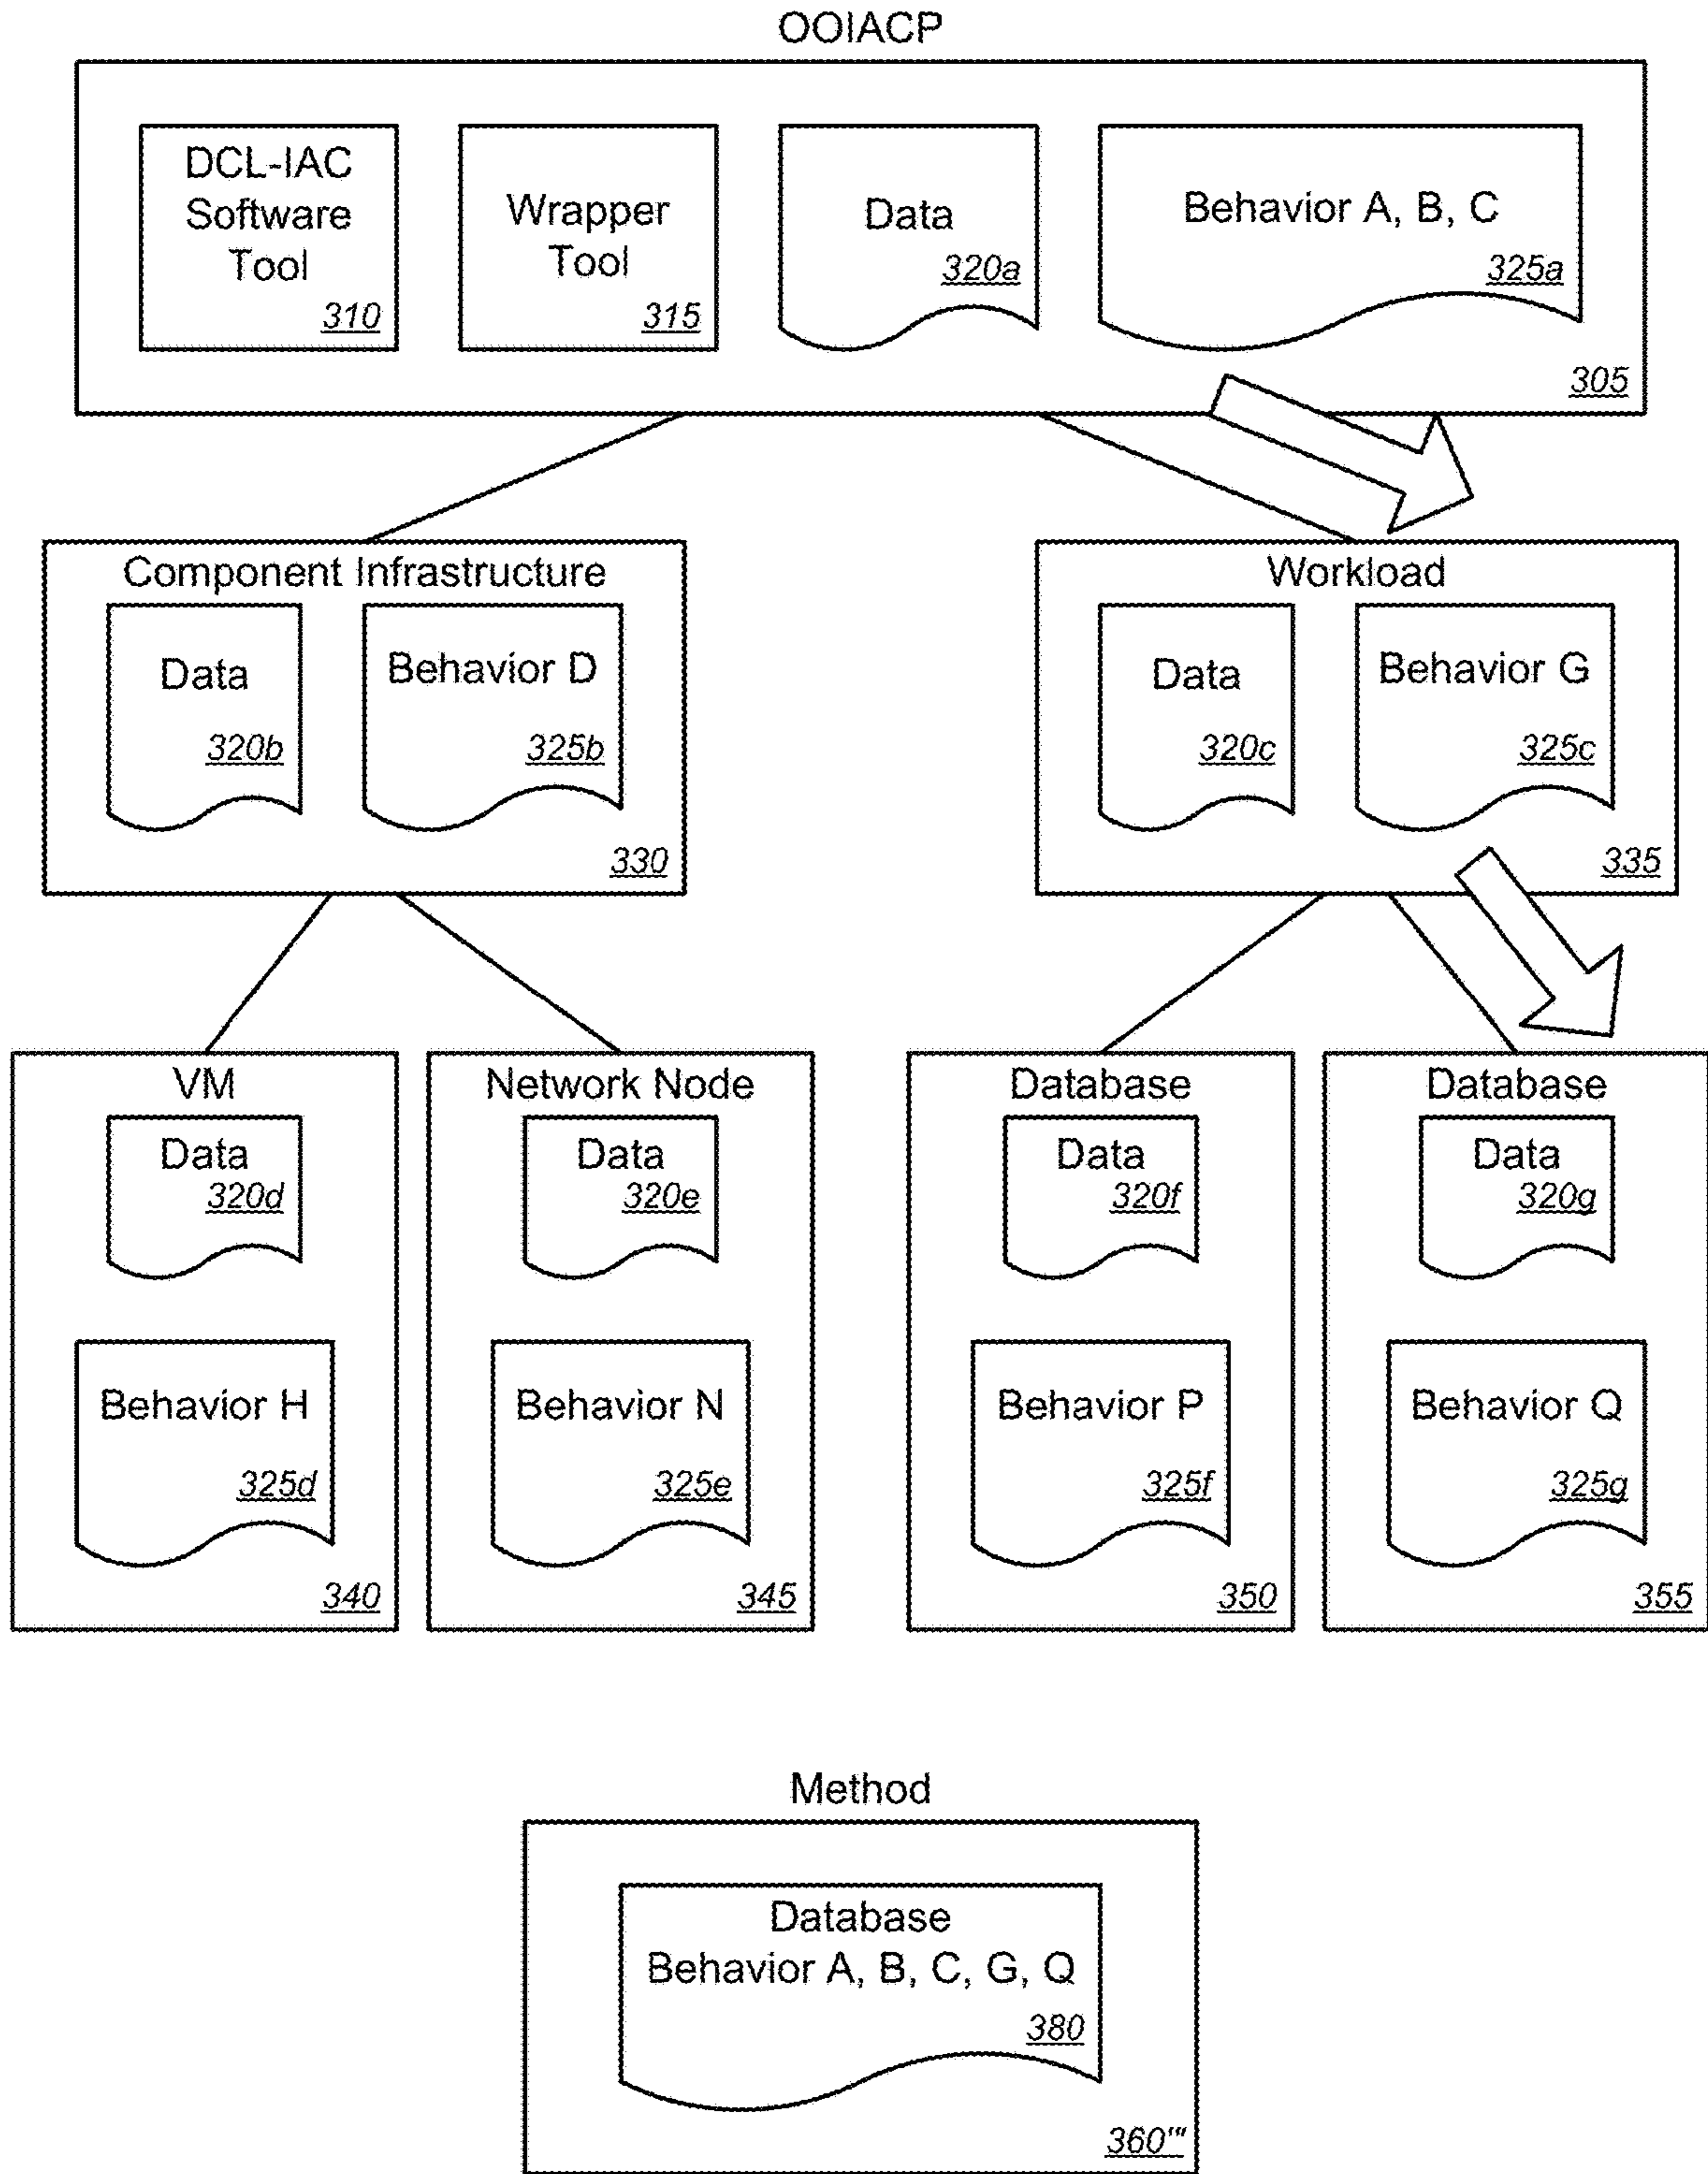 OOIACP
DCL-IAC
Software
Tool
310
Wrapper
Tool
315
Data
320a
Behavior A, B, C
325a
305
Component Infrastructure
Data
320b
Behavior D
325b
330
Workload
Data
320c
Behavior G
325c
335
VM
Data
320d
Behavior H
325d
340
Network Node
Data
320e
Behavior N
325e
345
Database
Data
320f
Behavior P
325f
350
Database
Data
320g
Behavior Q
325g
355
Method
Database
Behavior A, B, C, G, Q
380
360'''